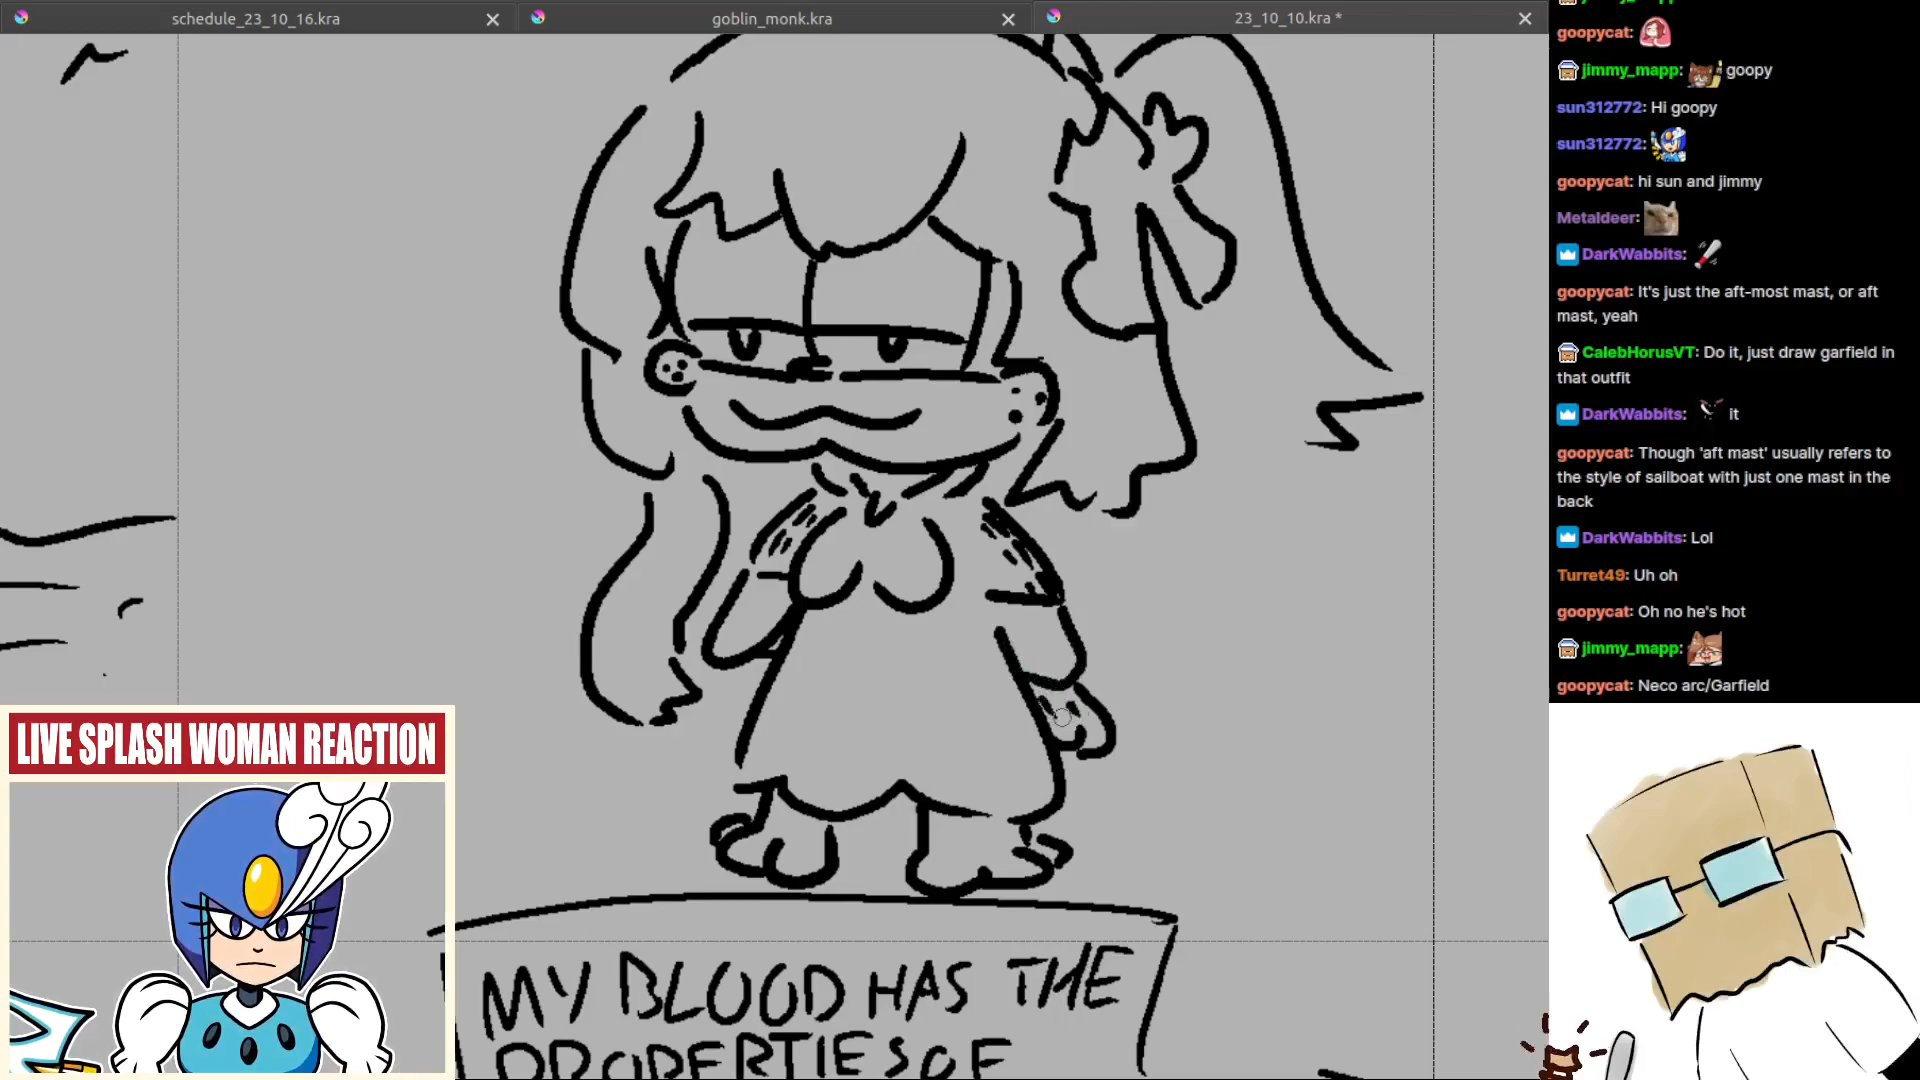 schedule_23_10_16.kra
goblin_monk.kra
23_10_10.kra *
goopycat:
jimmy_mapp: goopy
sun312772: Hi goopy
sun312772:
goopycat: hi sun and jimmy
Metaldeer:
DarkWabbits:
goopycat: It's just the aft-most mast, or aft
mast, yeah
CalebHorusVT: Do it, just draw garfield in
that outfit
DarkWabbits: it
goopycat: Though 'aft mast' usually refers to
the style of sailboat with just one mast in the
back
DarkWabbits: Lol
Turret49: Uh oh
goopycat: Oh no he's hot
jimmy_mapp:
goopycat: Neco arc/Garfield
LIVE SPLASH WOMAN REACTION
MY BLOOD HAS THE
PROPERTIES OF